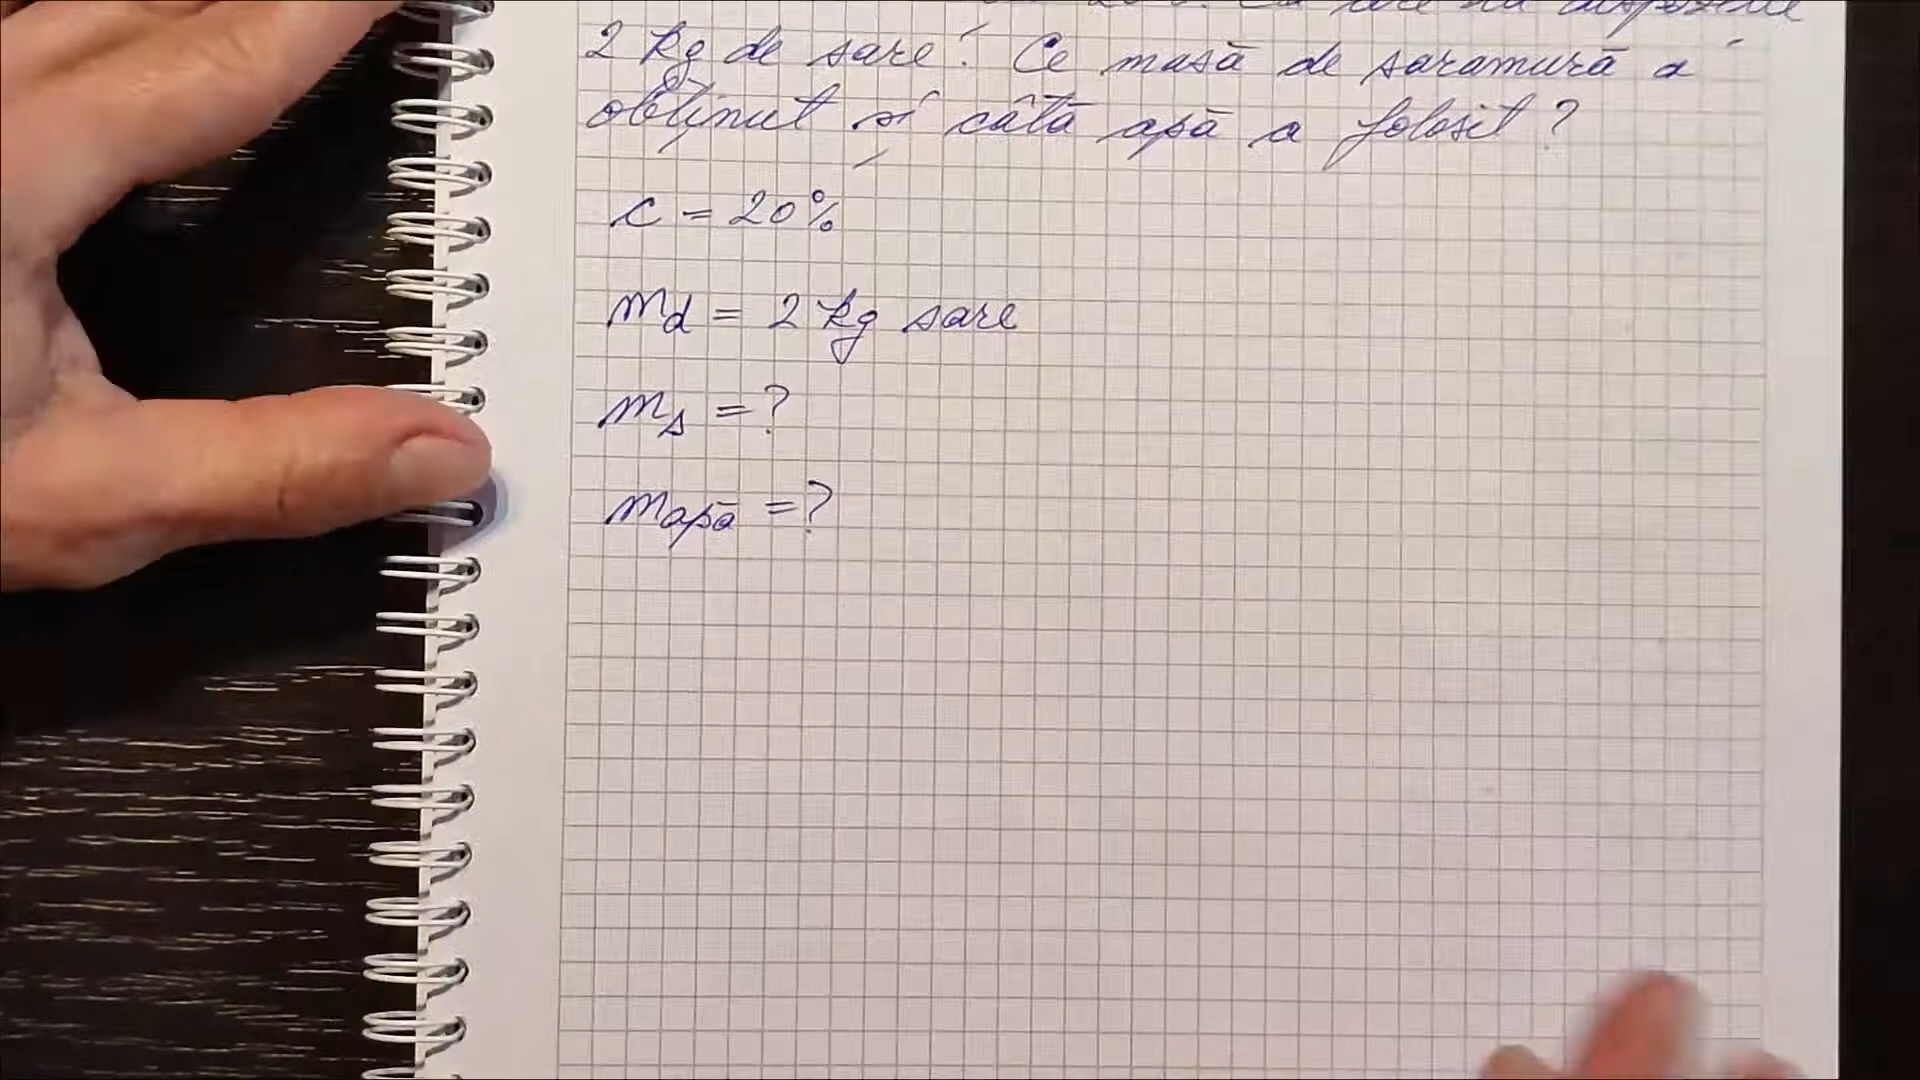 2 kg de sare. Ce masă de saramură a
obținut și câtă apă a folosit?
c = 20%
md = 2 kg sare
ms = ?
mapă = ?